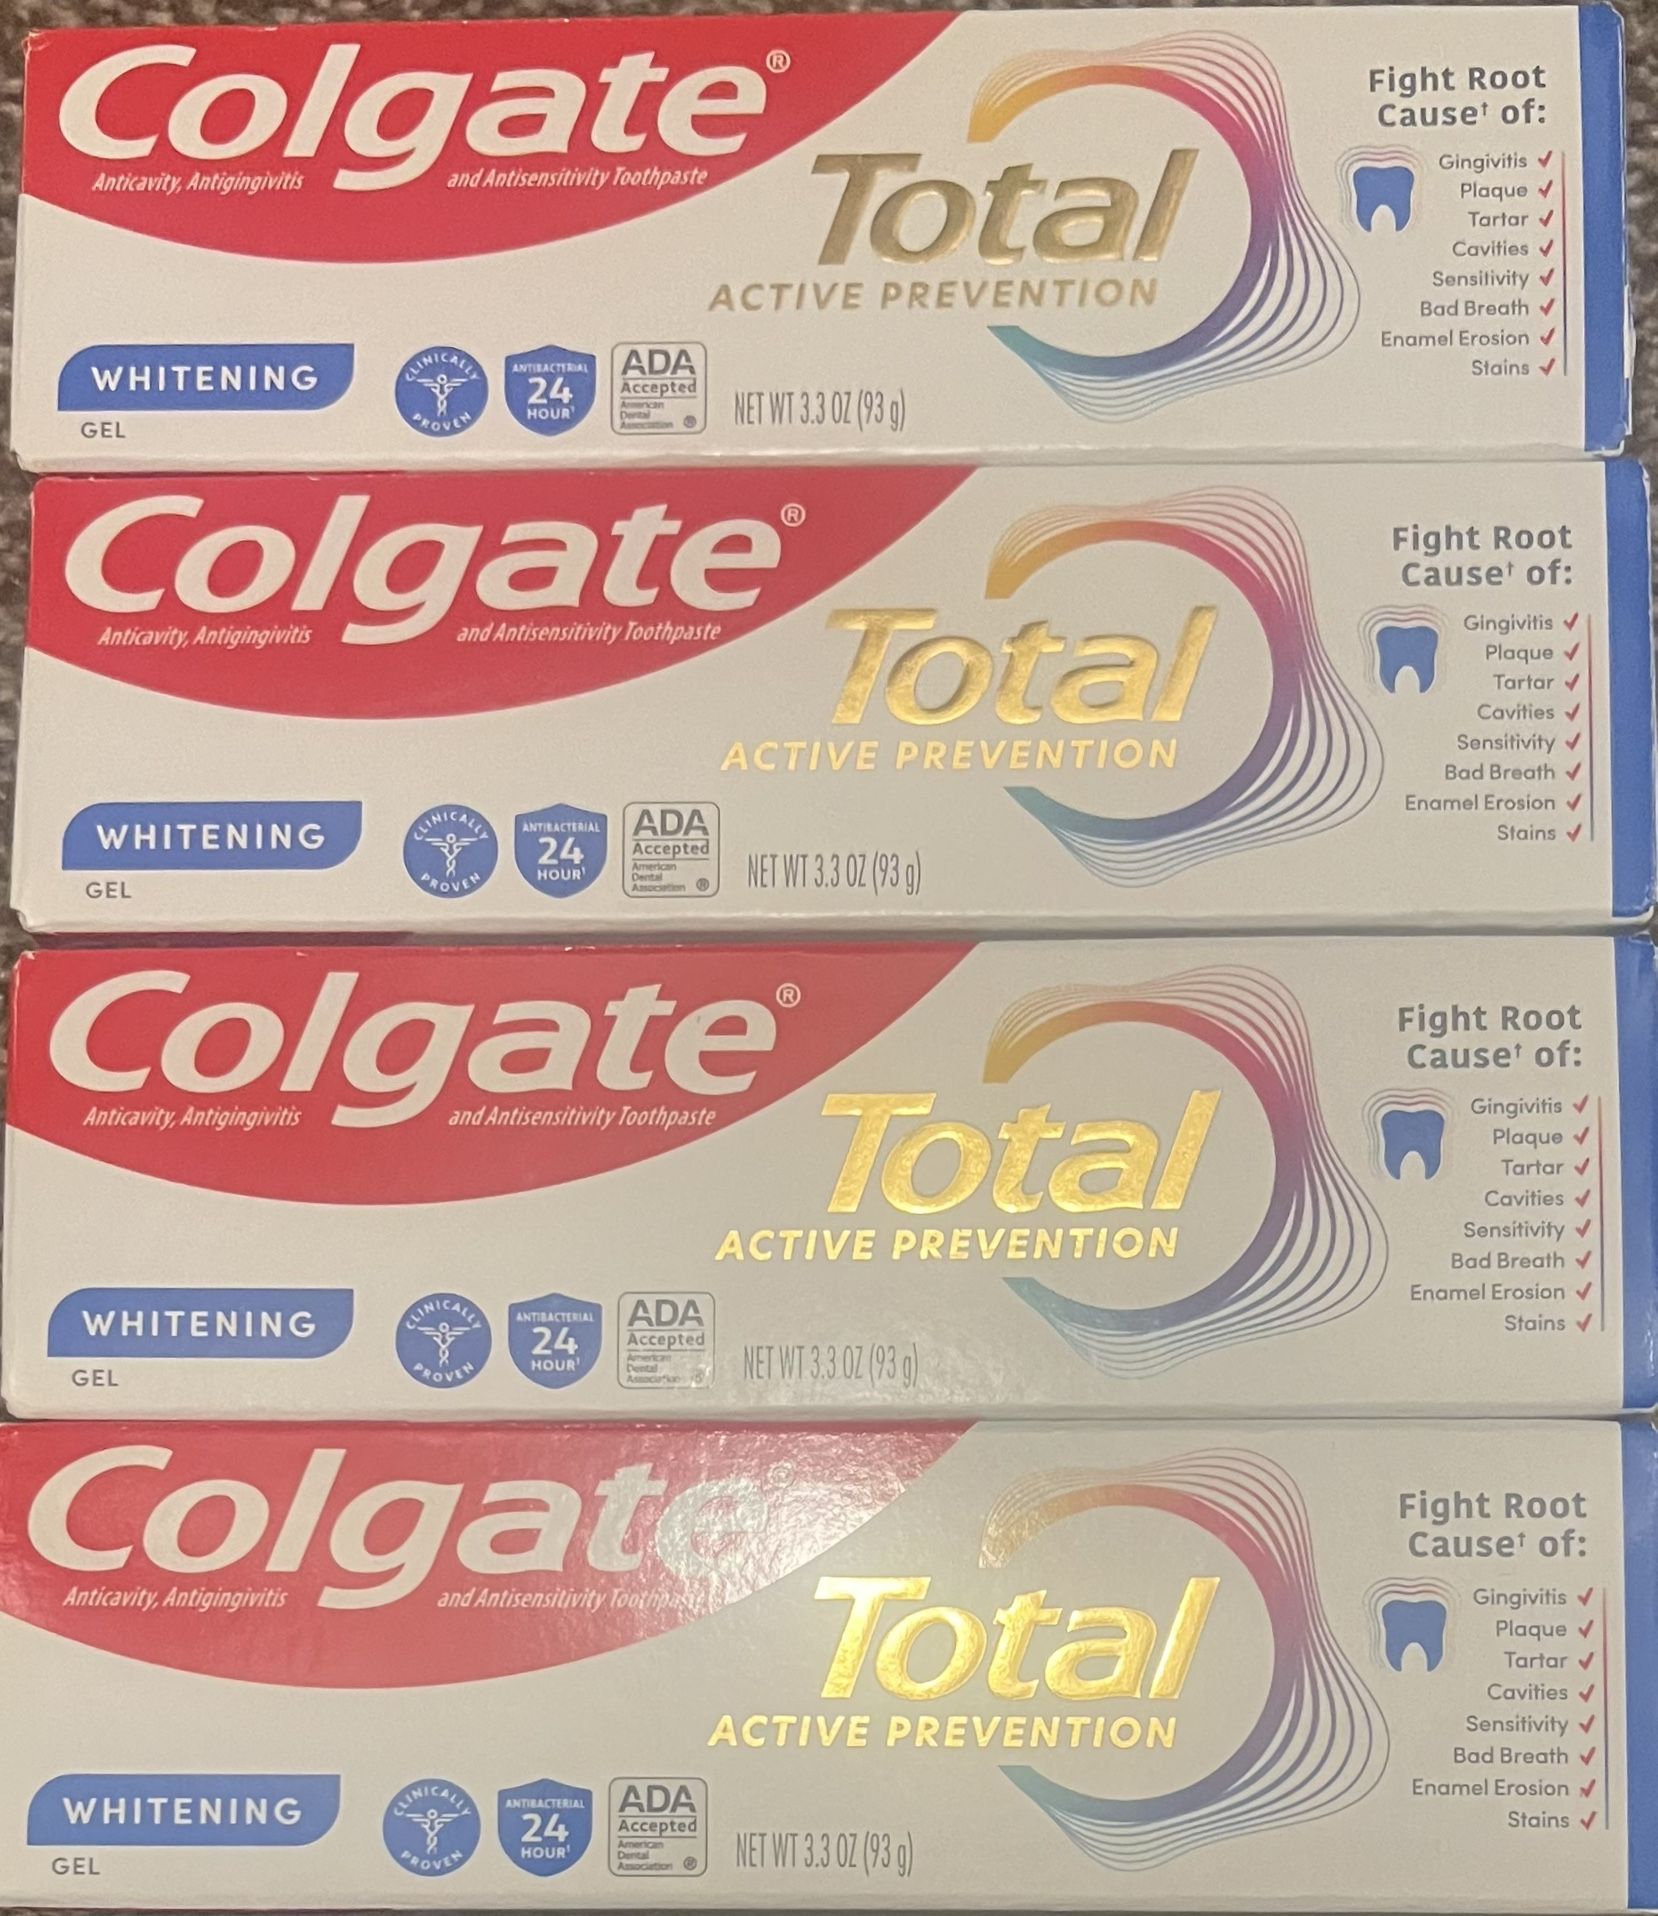 Colgate®
Anticavity, Antigingivitis and Antisensitivity Toothpaste
Total
ACTIVE PREVENTION
WHITENING
GEL
CLINICALLY PROVEN
ANTIBACTERIAL
24
HOUR†
ADA
Accepted
American
Dental
Association ®
NET WT 3.3 OZ (93 g)
Fight Root
Cause† of:
Gingivitis ✓
Plaque ✓
Tartar ✓
Cavities ✓
Sensitivity ✓
Bad Breath ✓
Enamel Erosion ✓
Stains ✓
Colgate®
Anticavity, Antigingivitis and Antisensitivity Toothpaste
Total
ACTIVE PREVENTION
WHITENING
GEL
CLINICALLY PROVEN
ANTIBACTERIAL
24
HOUR†
ADA
Accepted
American
Dental
Association ®
NET WT 3.3 OZ (93 g)
Fight Root
Cause† of:
Gingivitis ✓
Plaque ✓
Tartar ✓
Cavities ✓
Sensitivity ✓
Bad Breath ✓
Enamel Erosion ✓
Stains ✓
Colgate®
Anticavity, Antigingivitis and Antisensitivity Toothpaste
Total
ACTIVE PREVENTION
WHITENING
GEL
CLINICALLY PROVEN
ANTIBACTERIAL
24
HOUR†
ADA
Accepted
American
Dental
Association ®
NET WT 3.3 OZ (93 g)
Fight Root
Cause† of:
Gingivitis ✓
Plaque ✓
Tartar ✓
Cavities ✓
Sensitivity ✓
Bad Breath ✓
Enamel Erosion ✓
Stains ✓
Colgate®
Anticavity, Antigingivitis and Antisensitivity Toothpaste
Total
ACTIVE PREVENTION
WHITENING
GEL
CLINICALLY PROVEN
ANTIBACTERIAL
24
HOUR†
ADA
Accepted
American
Dental
Association ®
NET WT 3.3 OZ (93 g)
Fight Root
Cause† of:
Gingivitis ✓
Plaque ✓
Tartar ✓
Cavities ✓
Sensitivity ✓
Bad Breath ✓
Enamel Erosion ✓
Stains ✓